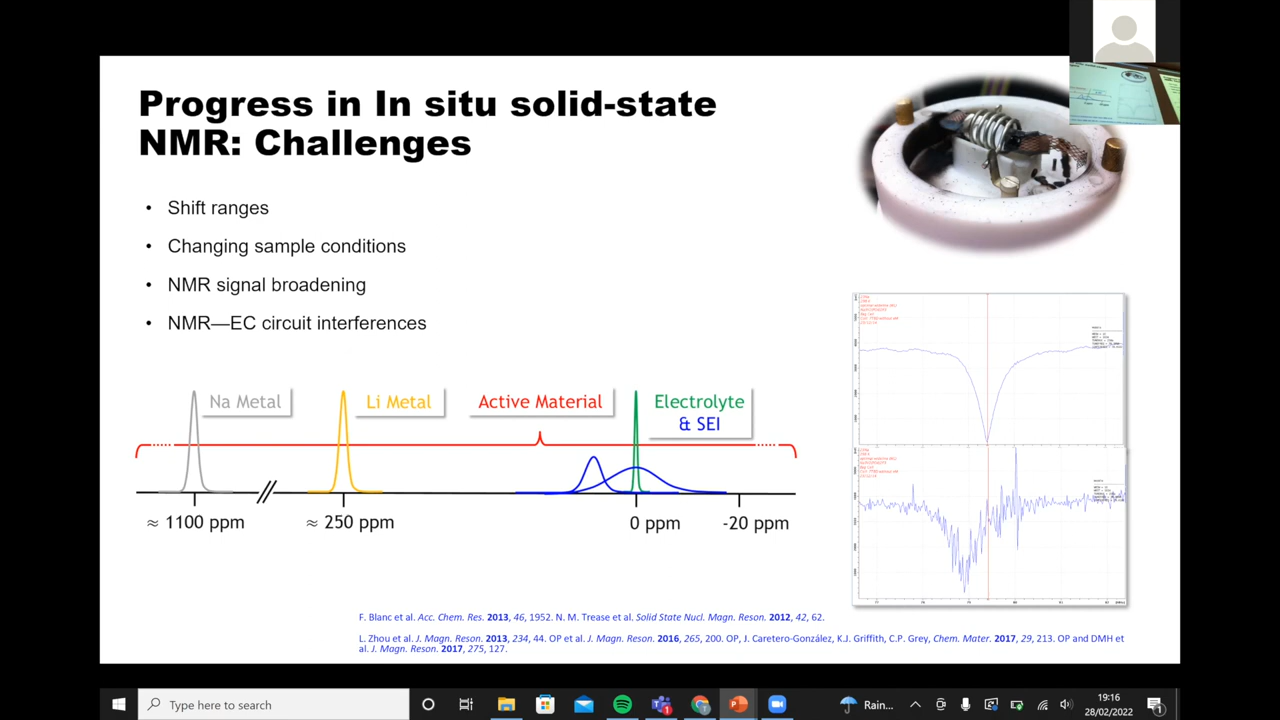 Progress in In situ solid-state
NMR: Challenges
• Shift ranges
• Changing sample conditions
• NMR signal broadening
• NMR—EC circuit interferences
Na Metal
Li Metal
Active Material
Electrolyte
& SEI
≈ 1100 ppm
≈ 250 ppm
0 ppm
-20 ppm
F. Blanc et al. Acc. Chem. Res. 2013, 46, 1952. N. M. Trease et al. Solid State Nucl. Magn. Reson. 2012, 42, 62.
L. Zhou et al. J. Magn. Reson. 2013, 234, 44. OP et al. J. Magn. Reson. 2016, 265, 200. OP, J. Caretero-González, K.J. Griffith, C.P. Grey, Chem. Mater. 2017, 29, 213. OP and DMH et
al. J. Magn. Reson. 2017, 275, 127.
Type here to search
Rain...
19:16
28/02/2022